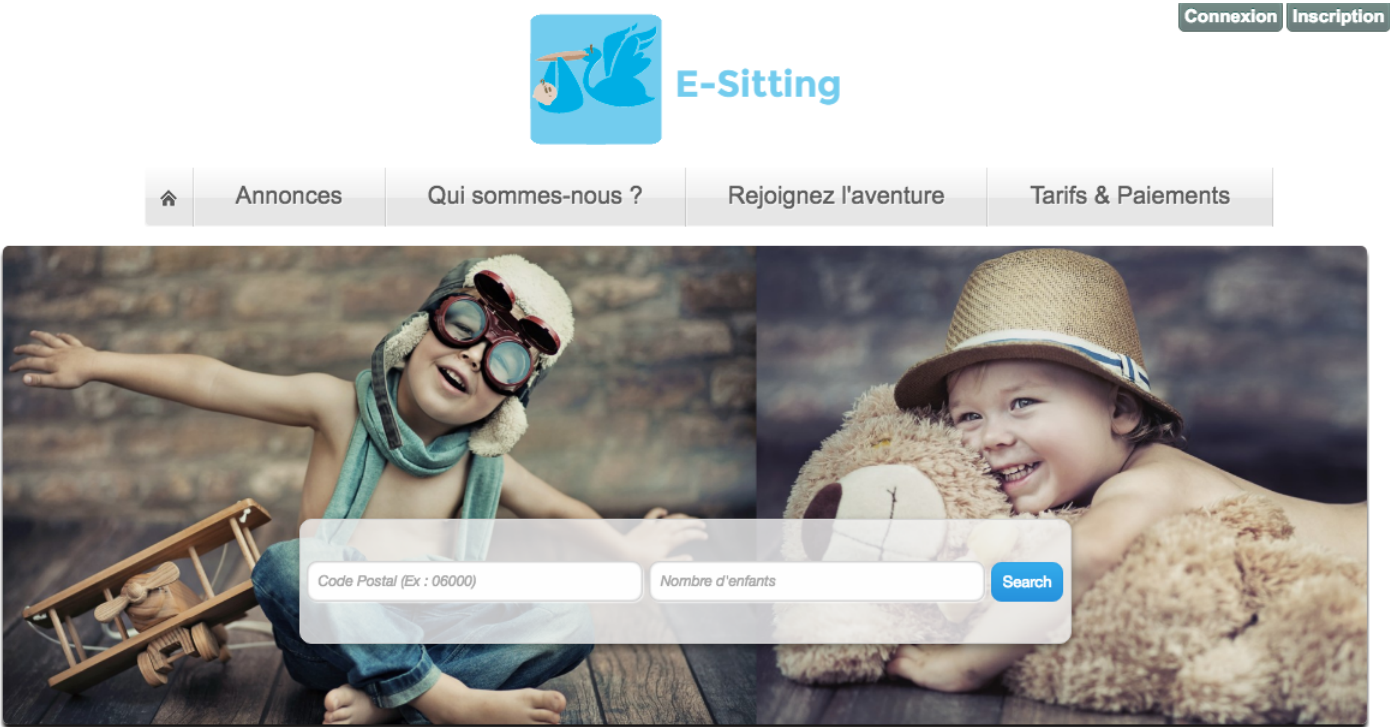 Connexion Inscription
E-Sitting
Annonces Qui sommes-nous ? Rejoignez l'aventure Tarifs & Paiements
Code Postal (Ex : 06000) Nombre d'enfants Search